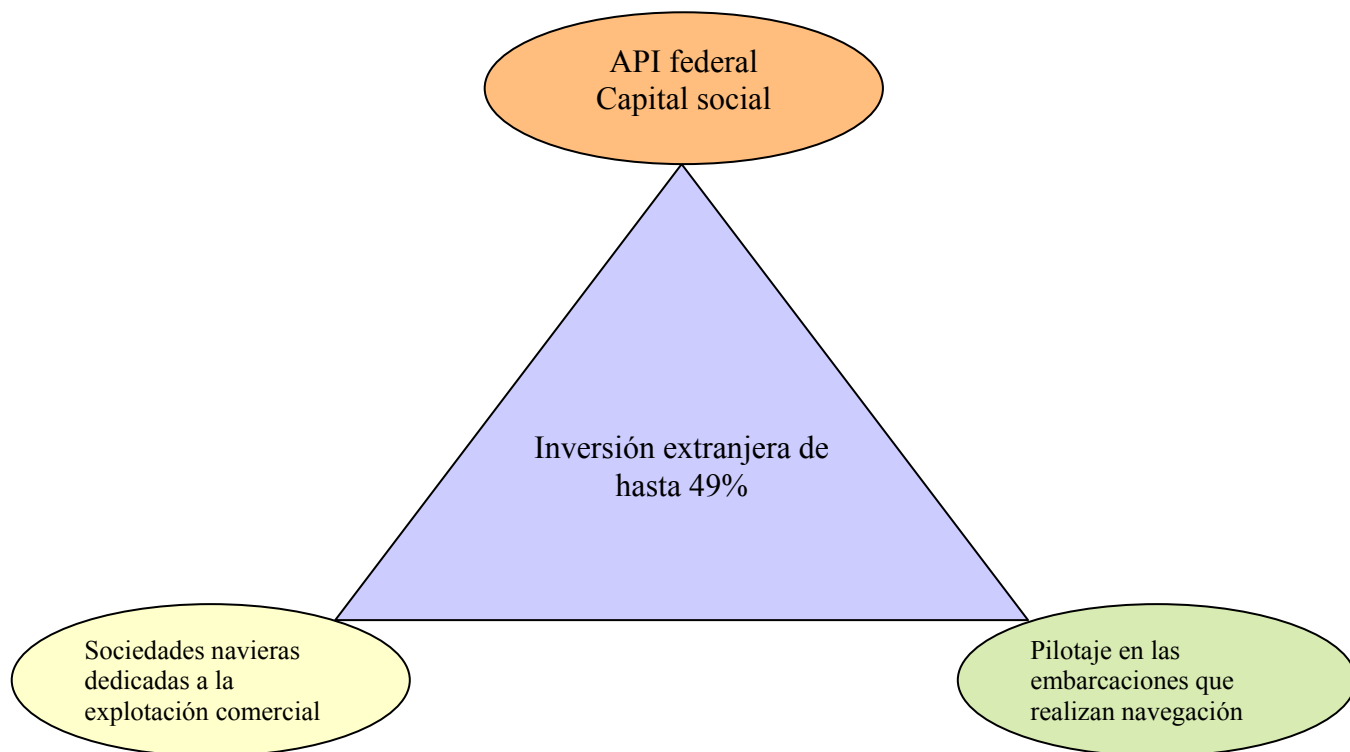 API federal
Capital social
Inversión extranjera de
hasta 49%
Sociedades navieras
dedicadas a la
explotación comercial
Pilotaje en las
embarcaciones que
realizan navegación